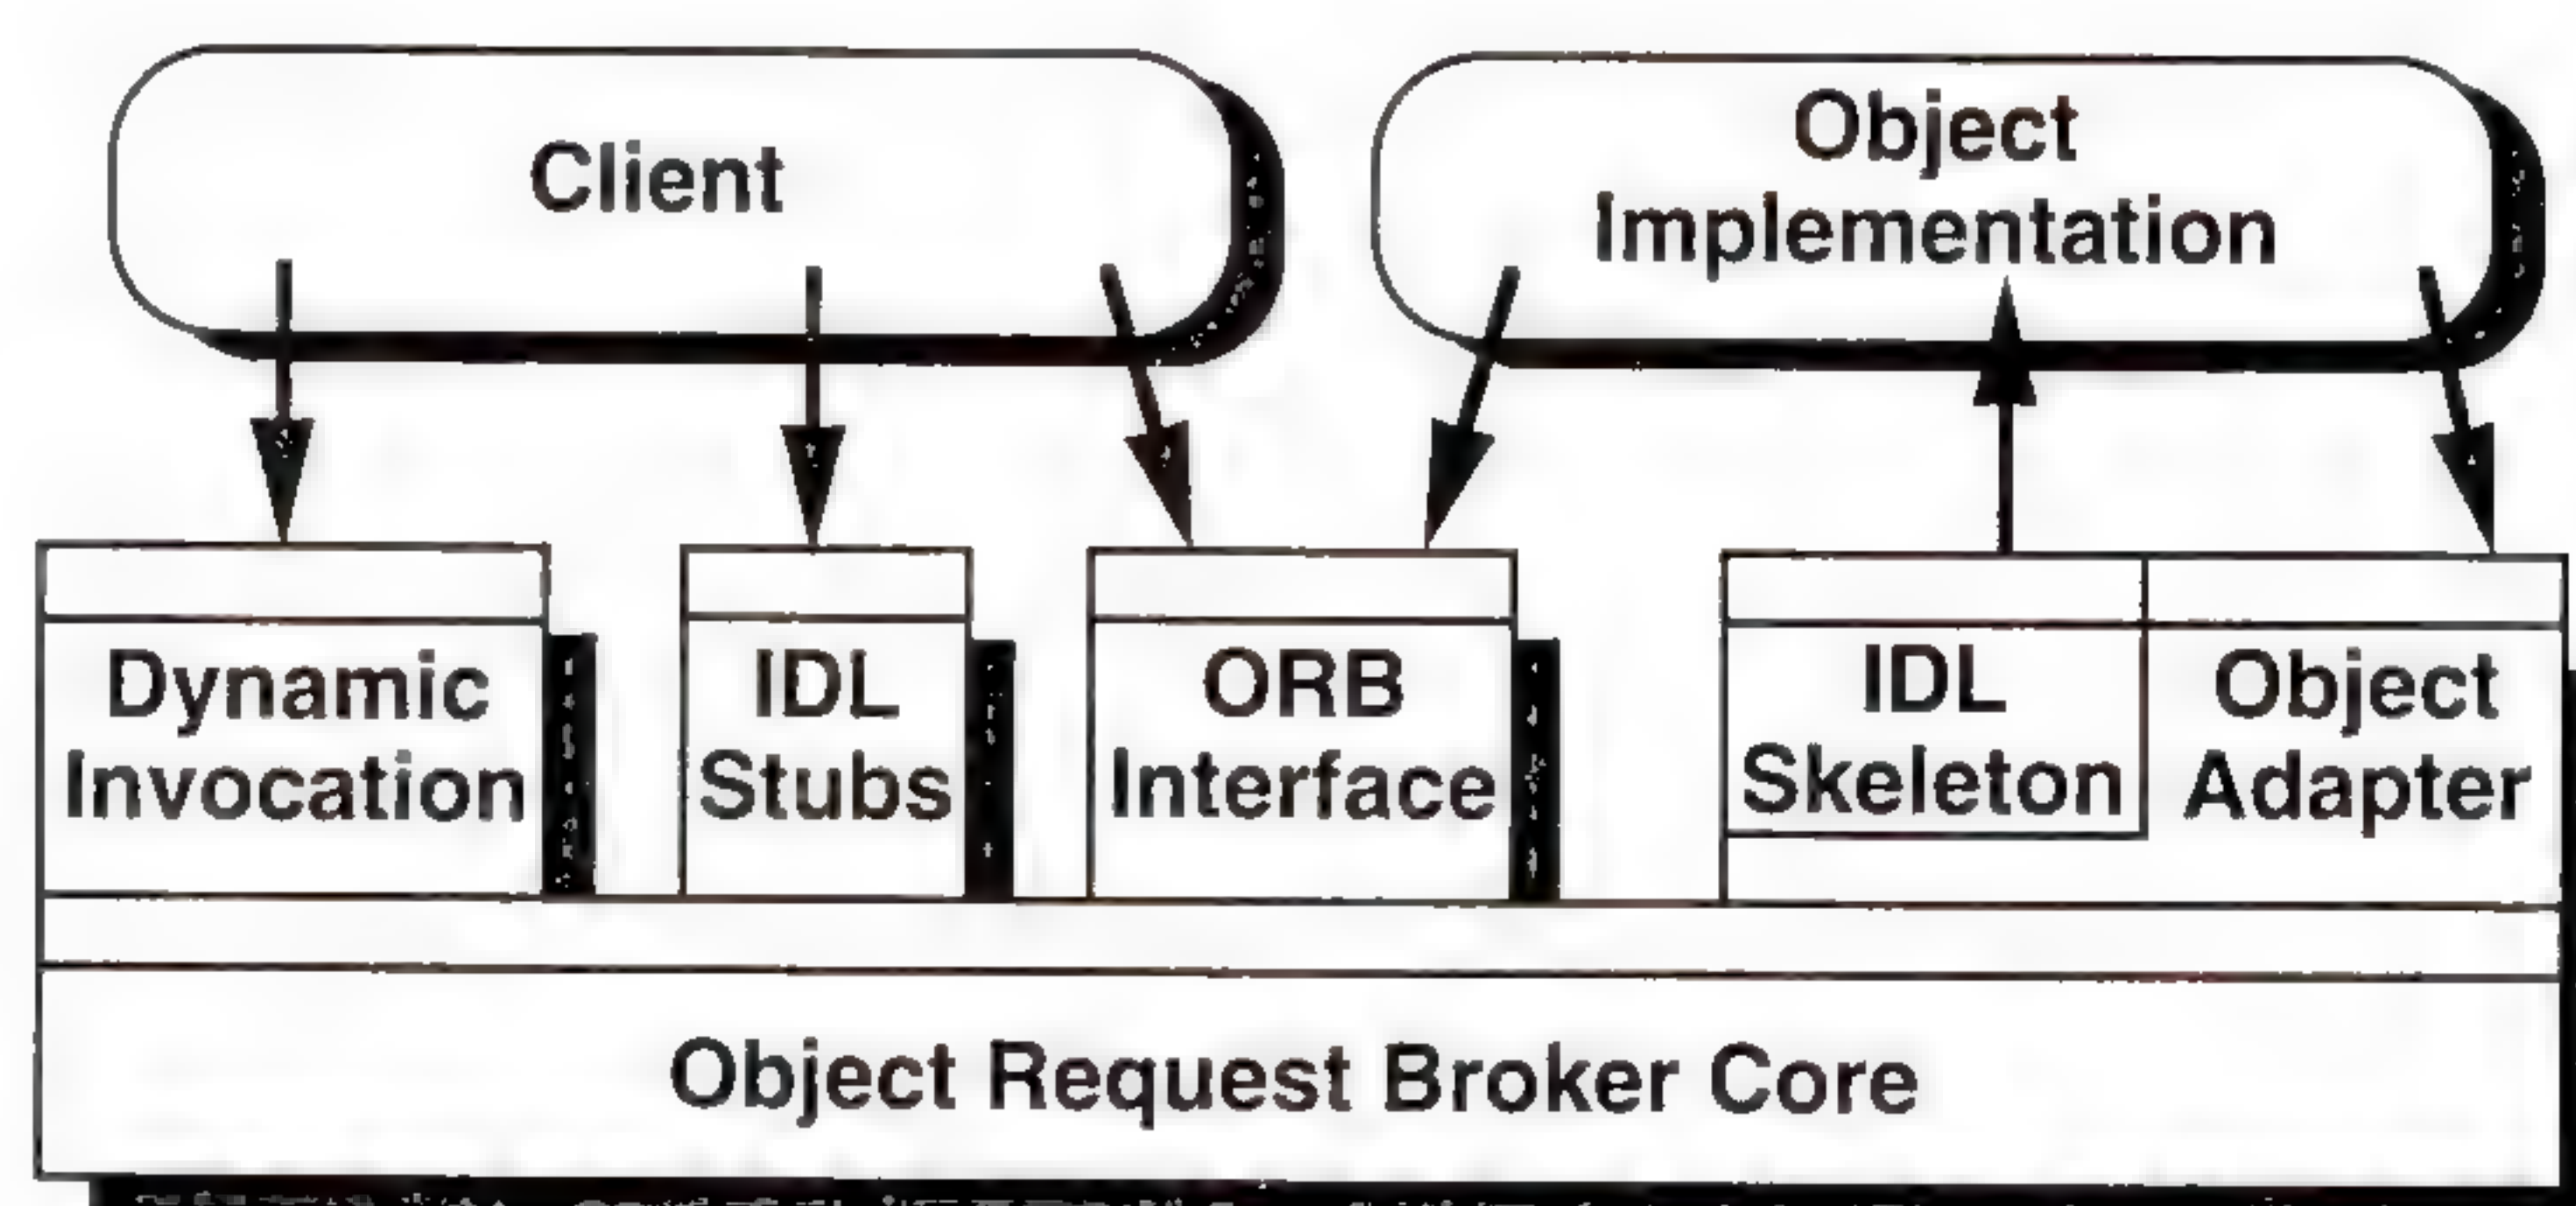 Client
Object
Implementation
Dynamic
Invocation
IDL
Stubs
ORB
Interface
IDL
Skeleton
Object
Adapter
Object Request Broker Core